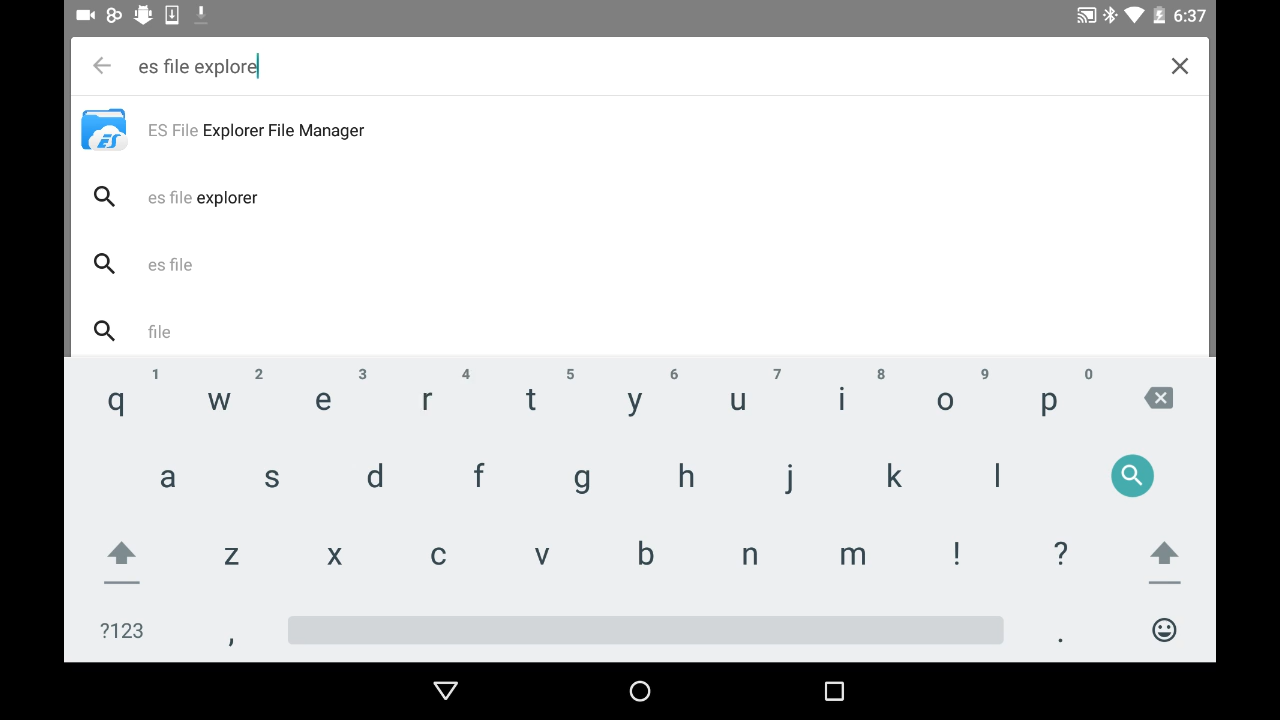 6:37
es file explore
ES File Explorer File Manager
es file explorer
es file
file
1 2 3 4 5 6 7 8 9 0
q w e r t y u i o p
a s d f g h j k l
z x c v b n m ! ?
?123 , .